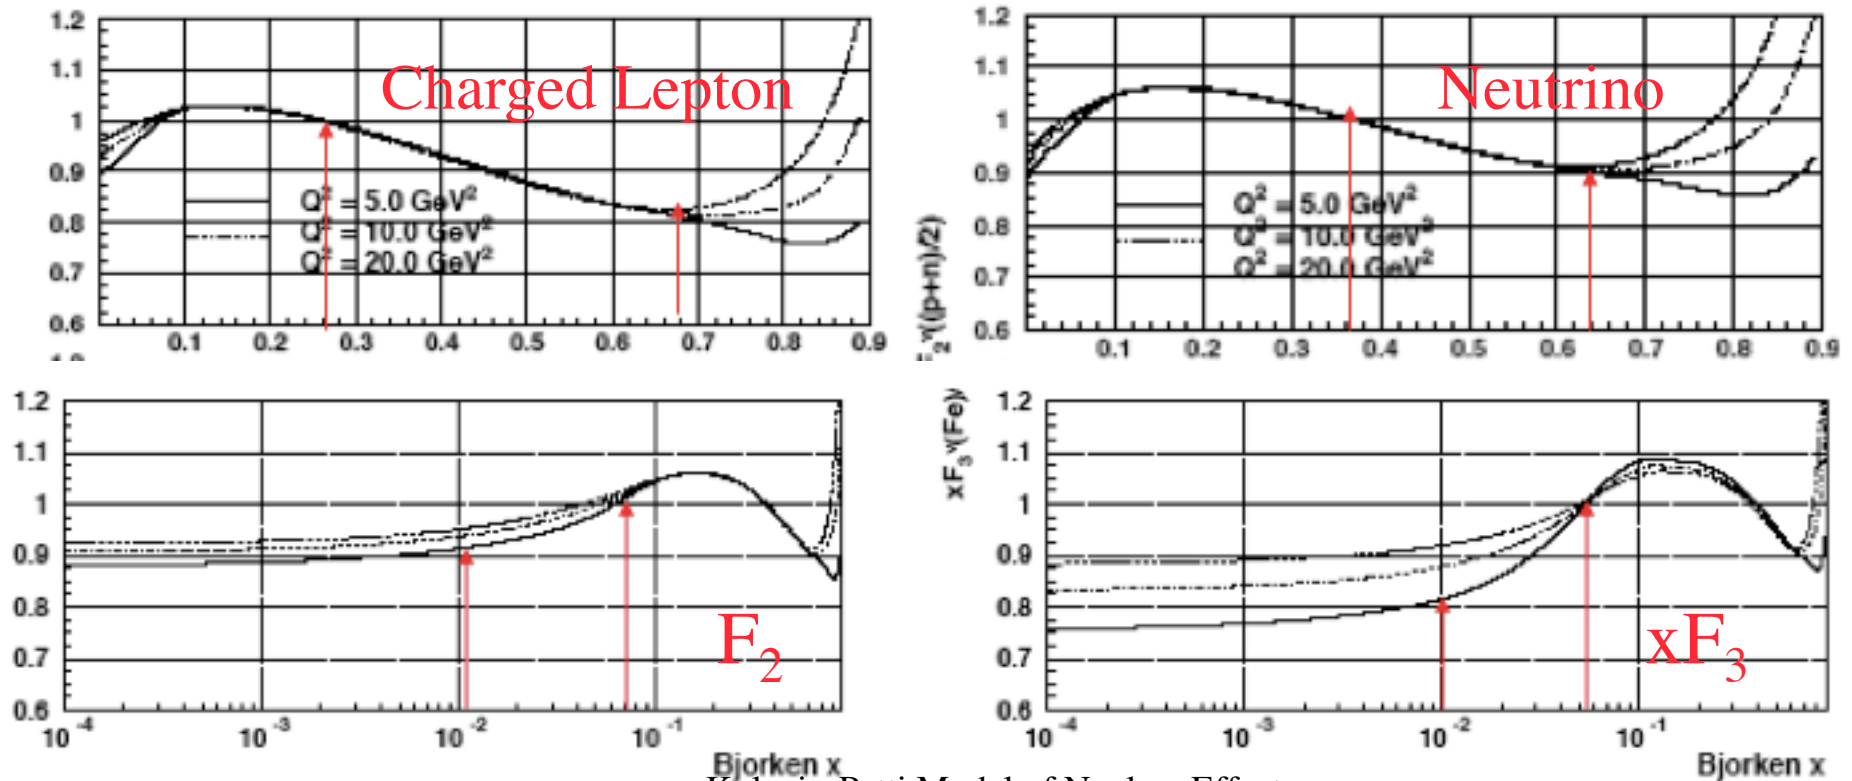 1.2
1.1
1
0.9
0.8
0.7
0.6
Charged Lepton
Q² = 5.0 GeV²
Q² = 10.0 GeV²
Q² = 20.0 GeV²
0.1 0.2 0.3 0.4 0.5 0.6 0.7 0.8 0.9
1.2
1.1
1
0.9
0.8
0.7
0.6
Neutrino
Q² = 5.0 GeV²
Q² = 10.0 GeV²
Q² = 20.0 GeV²
ν((p+n)/2)
0.1 0.2 0.3 0.4 0.5 0.6 0.7 0.8 0.9
1.2
1.1
1
0.9
0.8
0.7
0.6
F₂
10⁻⁴ 10⁻³ 10⁻² 10⁻¹
Bjorken x
xF₃ν(Fe)/
1.2
1.1
1
0.9
0.8
0.7
0.6
xF₃
10⁻⁴ 10⁻³ 10⁻² 10⁻¹
Bjorken x
Model of